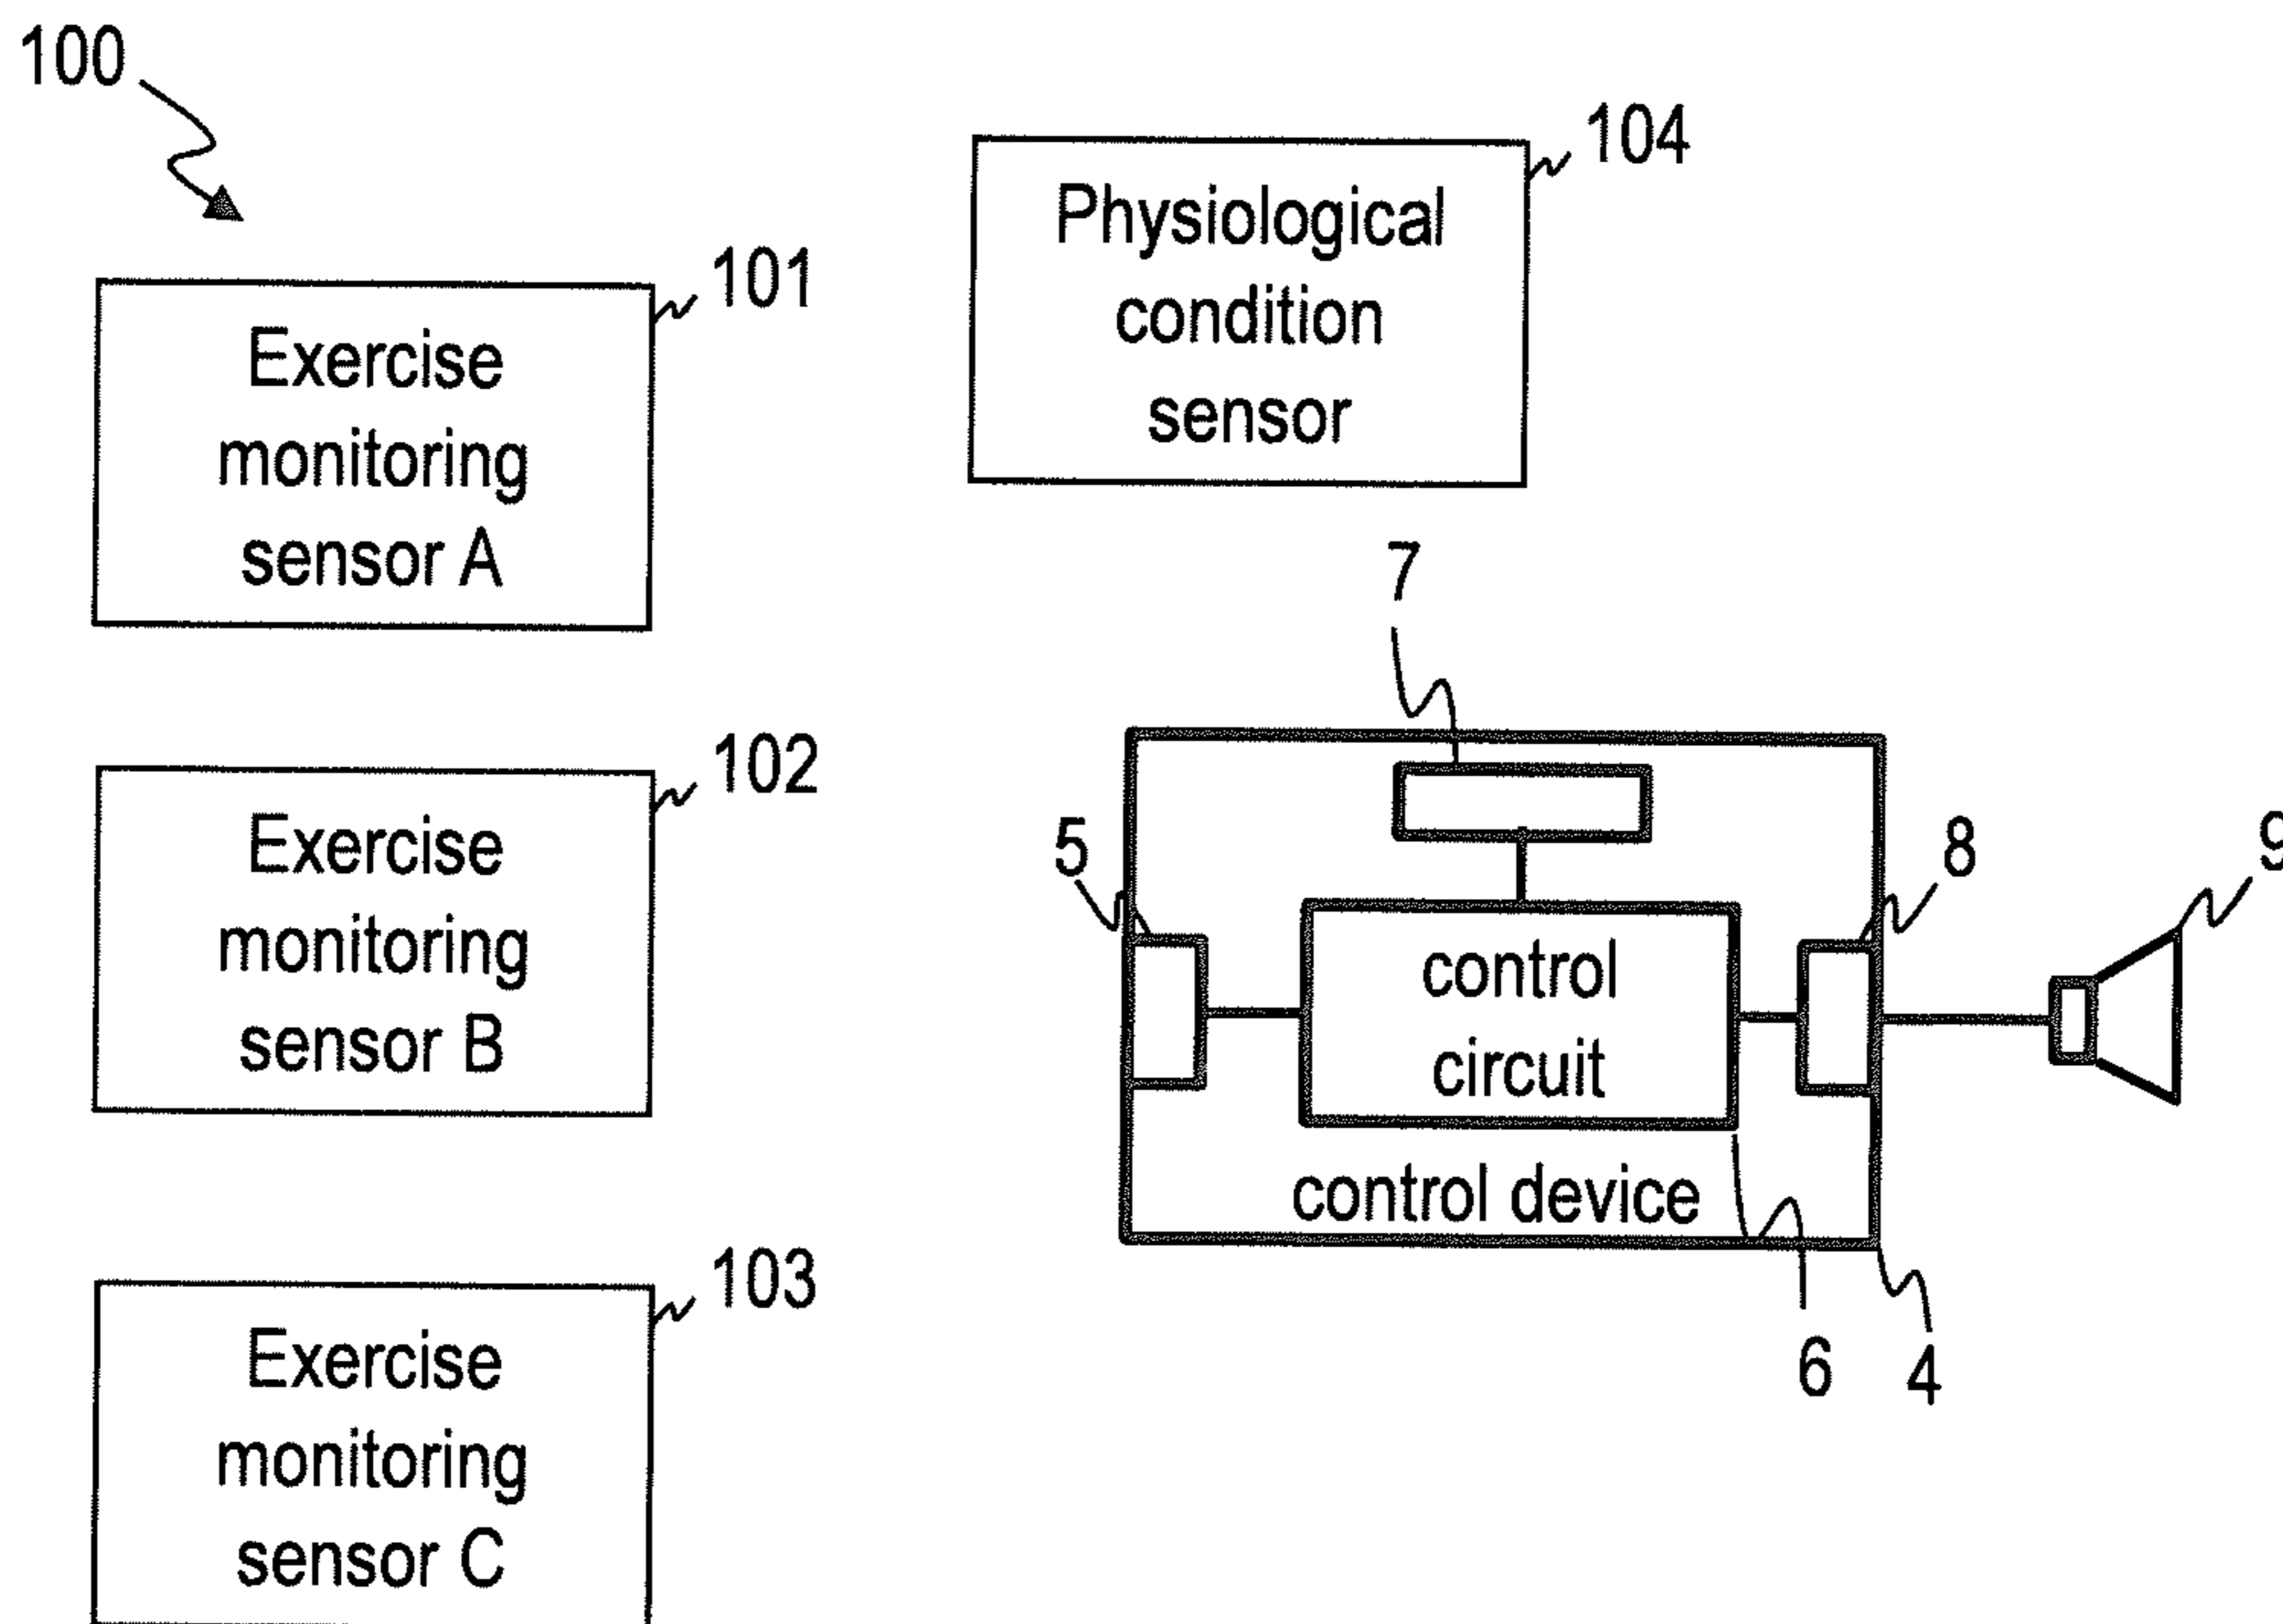 100
101
Exercise
monitoring
sensor A
104
Physiological
condition
sensor
102
Exercise
monitoring
sensor B
7
5
8
9
control
circuit
control device
6
4
103
Exercise
monitoring
sensor C